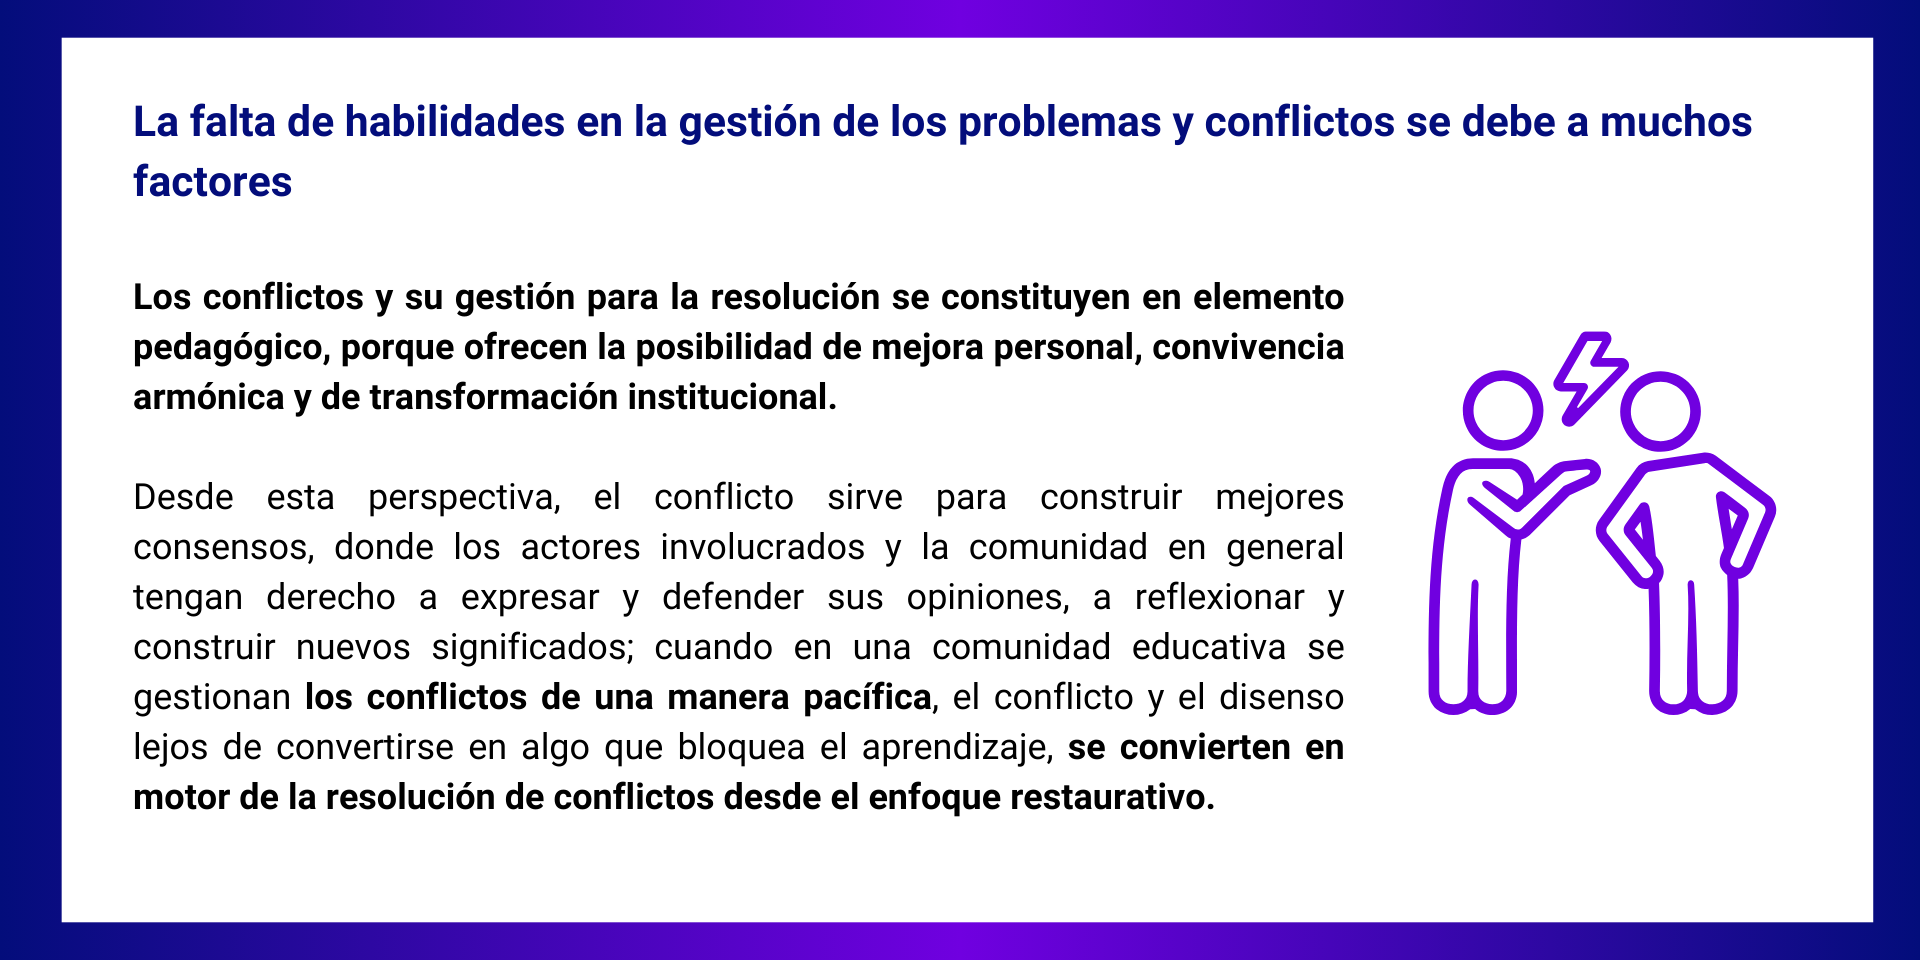 La falta de habilidades en la gestión de los problemas y conflictos se debe a muchos
factores
Los conflictos y su gestión para la resolución se constituyen en elemento
pedagógico, porque ofrecen la posibilidad de mejora personal, convivencia
armónica y de transformación institucional.
Desde esta perspectiva, el conflicto sirve para construir mejores
consensos, donde los actores involucrados y la comunidad en general
tengan derecho a expresar y defender sus opiniones, a reflexionar y
construir nuevos significados; cuando en una comunidad educativa se
gestionan los conflictos de una manera pacífica, el conflicto y el disenso
lejos de convertirse en algo que bloquea el aprendizaje, se convierten en
motor de la resolución de conflictos desde el enfoque restaurativo.